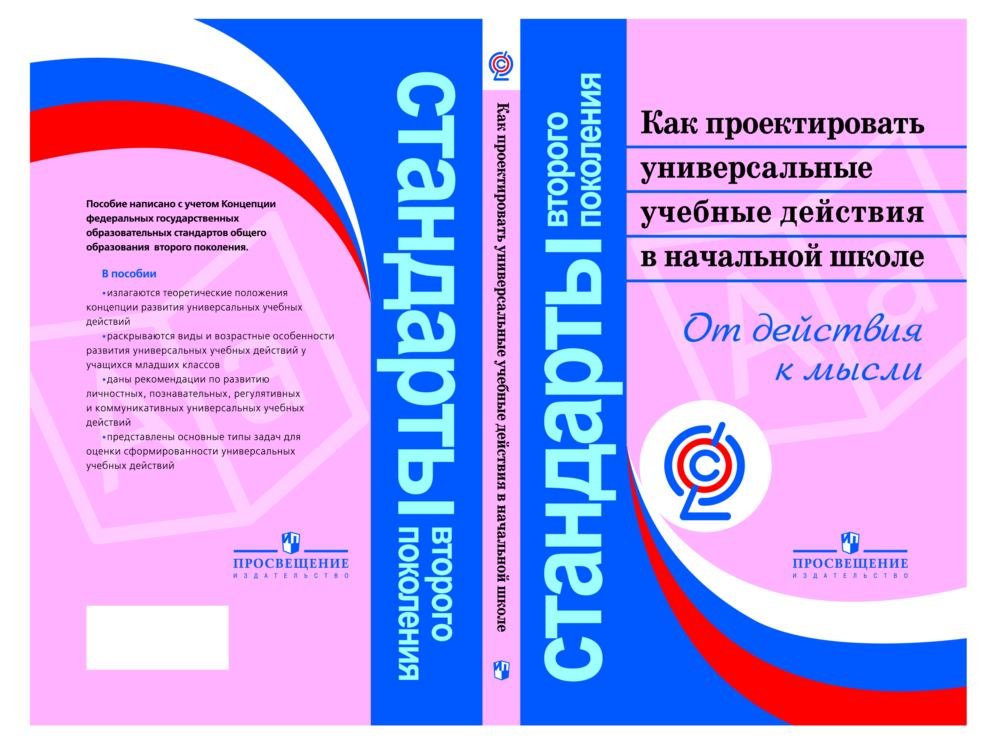 Пособие написано с учетом Концепции
федеральных государственных
образовательных стандартов общего
образования второго поколения.
В пособии
•излагаются теоретические положения
концепции развития универсальных учебных
действий
•раскрываются виды и возрастные особенности
развития универсальных учебных действий у
учащихся младших классов
•даны рекомендации по развитию
личностных, познавательных, регулятивных
и коммуникативных универсальных учебных
действий
•представлены основные типы задач для
оценки сформированности универсальных
учебных действий
Аа
ИП
ПРОСВЕЩЕНИЕ
ИЗДАТЕЛЬСТВО
стандарты
второго
поколения
С
Как проектировать универсальные учебные действия в начальной школе
ИП
стандарты
второго
поколения
Как проектировать
универсальные
учебные действия
в начальной школе
Аа
От действия
к мысли
С
ИП
ПРОСВЕЩЕНИЕ
ИЗДАТЕЛЬСТВО